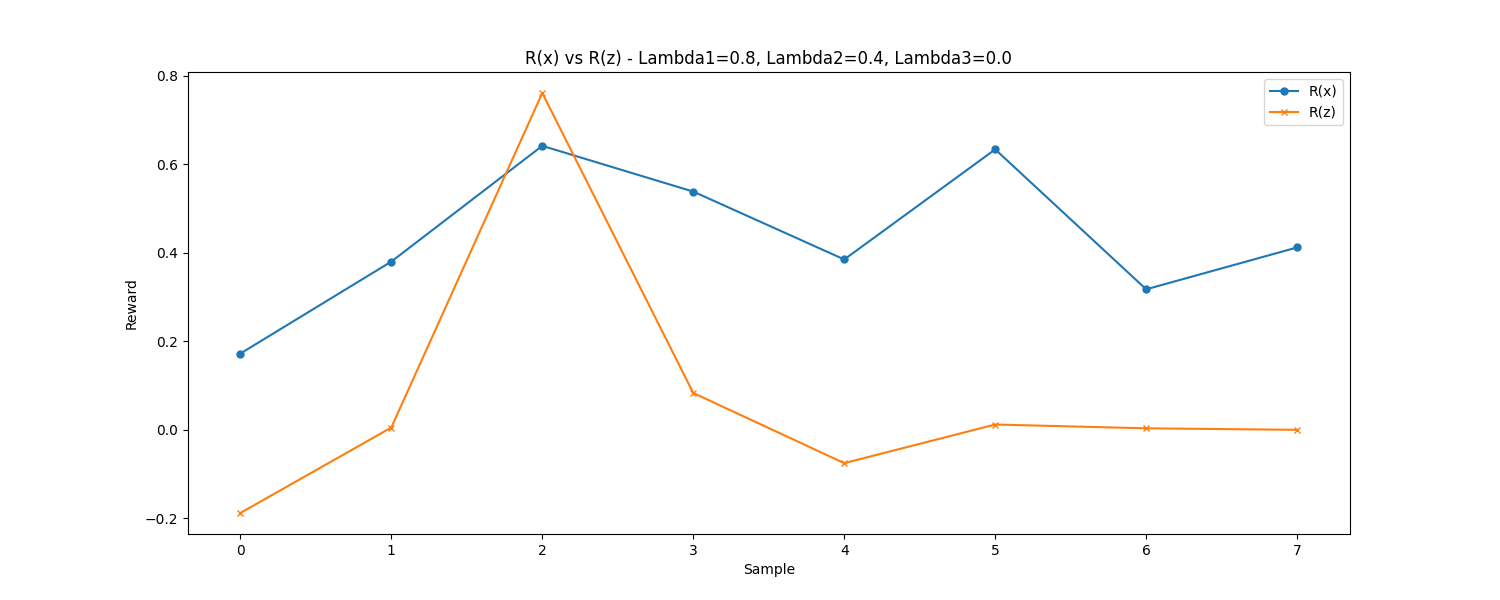 R(x) vs R(z) - Lambda1=0.8, Lambda2=0.4, Lambda3=0.0
R(x)
R(z)
0.8
0.6
0.4
0.2
0.0
−0.2
Reward
0 1 2 3 4 5 6 7
Sample